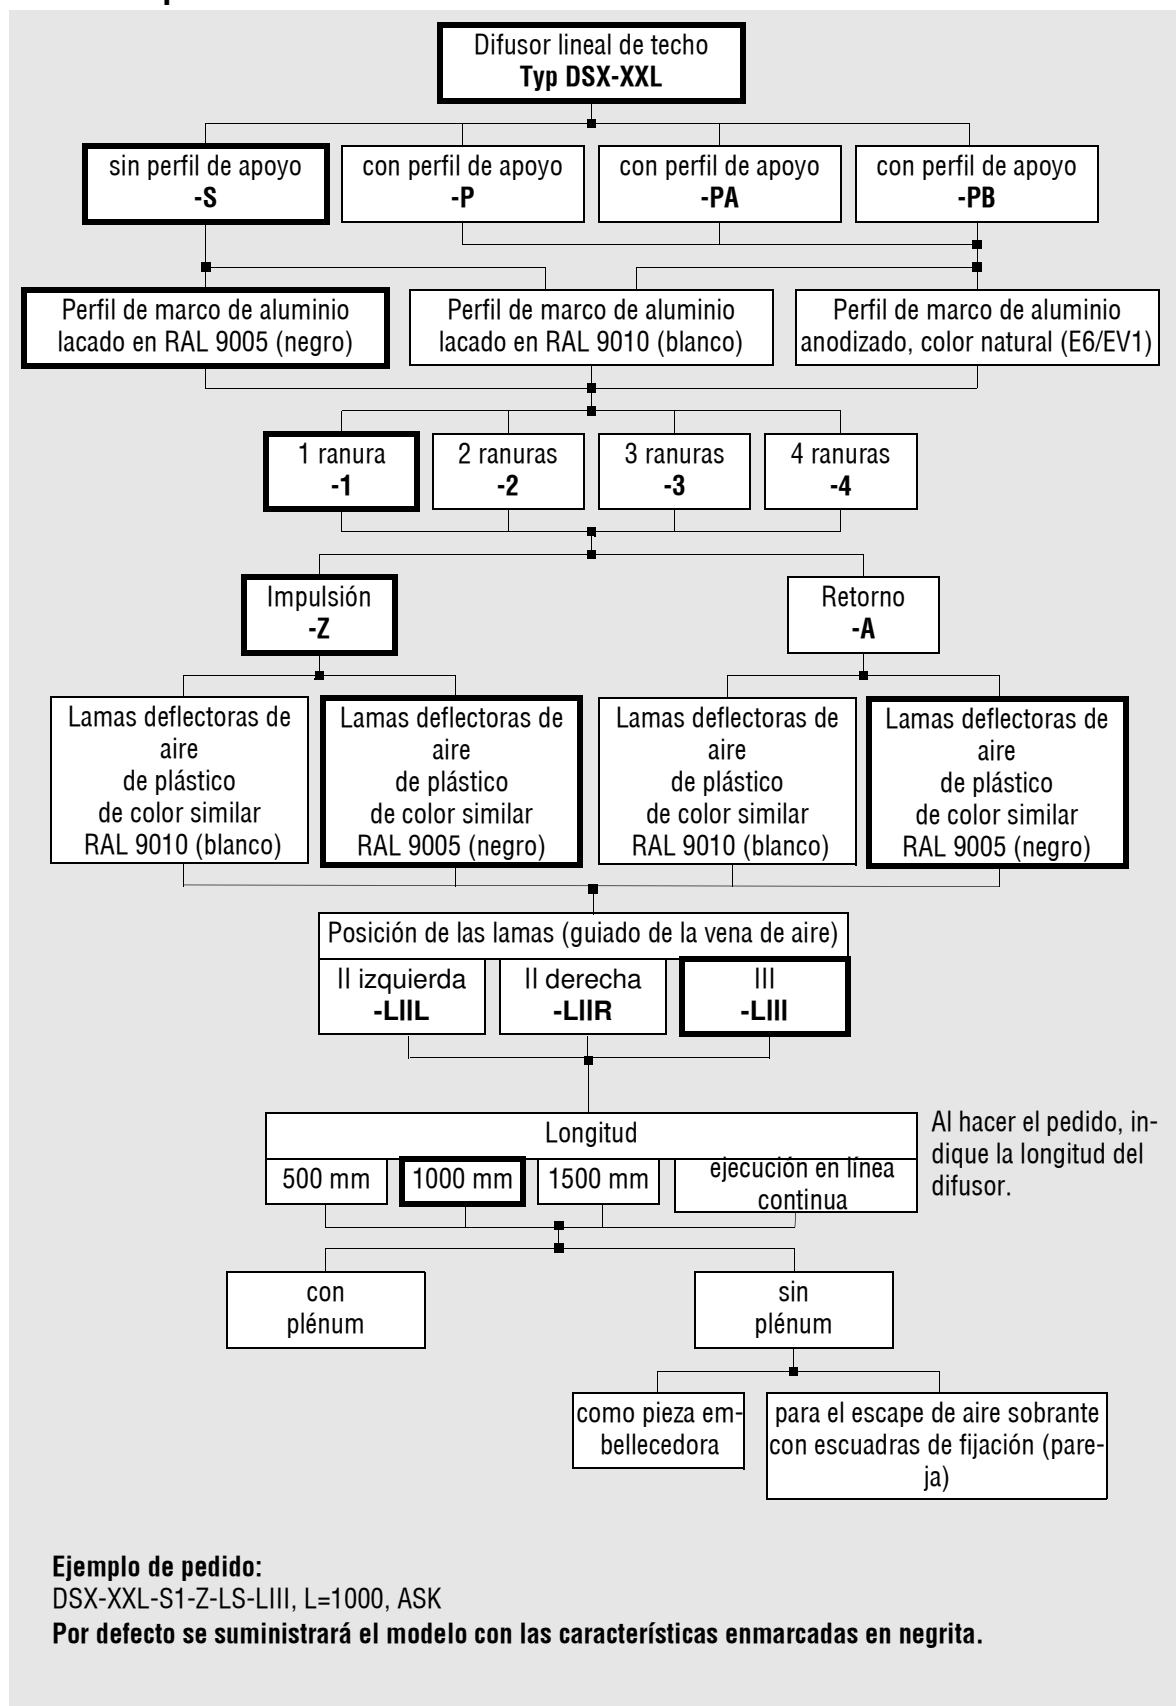 Difusor lineal de techo
Typ DSX-XXL
sin perfil de apoyo
-S
con perfil de apoyo
-P
con perfil de apoyo
-PA
con perfil de apoyo
-PB
Perfil de marco de aluminio
lacado en RAL 9005 (negro)
Perfil de marco de aluminio
lacado en RAL 9010 (blanco)
Perfil de marco de aluminio
anodizado, color natural (E6/EV1)
1 ranura
-1
2 ranuras
-2
3 ranuras
-3
4 ranuras
-4
Impulsión
-Z
Retorno
-A
Lamas deflectoras de
aire
de plástico
de color similar
RAL 9010 (blanco)
Lamas deflectoras de
aire
de plástico
de color similar
RAL 9005 (negro)
Lamas deflectoras de
aire
de plástico
de color similar
RAL 9010 (blanco)
Lamas deflectoras de
aire
de plástico
de color similar
RAL 9005 (negro)
Posición de las lamas (guiado de la vena de aire)
II izquierda
-LIIL
II derecha
-LIIR
III
-LIII
Longitud
500 mm
1000 mm
1500 mm
ejecución en línea
continua
Al hacer el pedido, in-
dique la longitud del
difusor.
con
plénum
sin
plénum
como pieza em-
bellecedora
para el escape de aire sobrante
con escuadras de fijación (pare-
ja)
Ejemplo de pedido:
DSX-XXL-S1-Z-LS-LIII, L=1000, ASK
Por defecto se suministrará el modelo con las características enmarcadas en negrita.